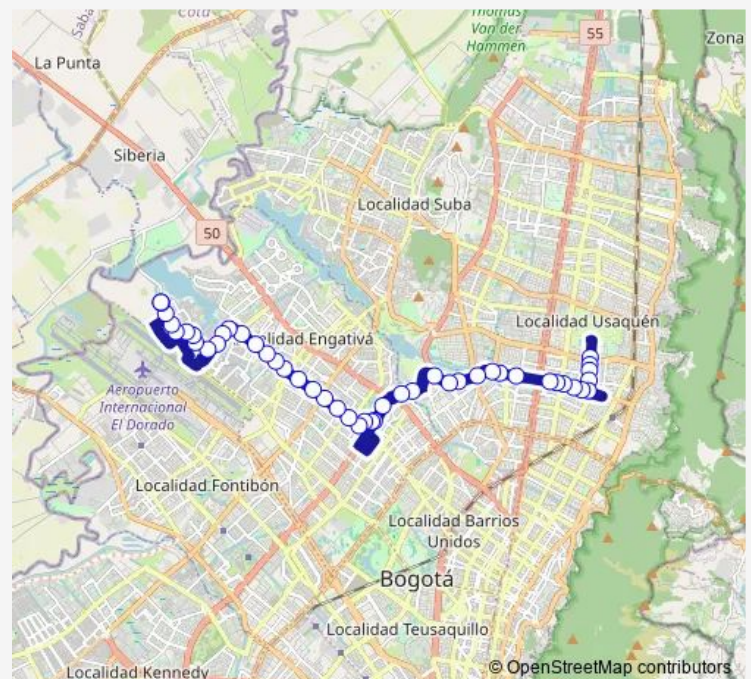 Cota
Thomas
Van der
Hammen
55
Zona
La Punta
Siberia
Localidad Suba
50
Localidad Usaquén
lidad Engativá
Aeropuerto
Internacional
El Dorado
Localidad Fontibón
Localidad Barrios
Unidos
Bogotá
Localidad Teusaquillo
Localidad Kennedy
© OpenStreetMap contributors